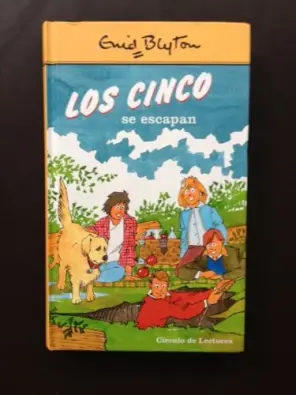 Enid Blyton
LOS CINCO
se escapan
Círculo de Lectores